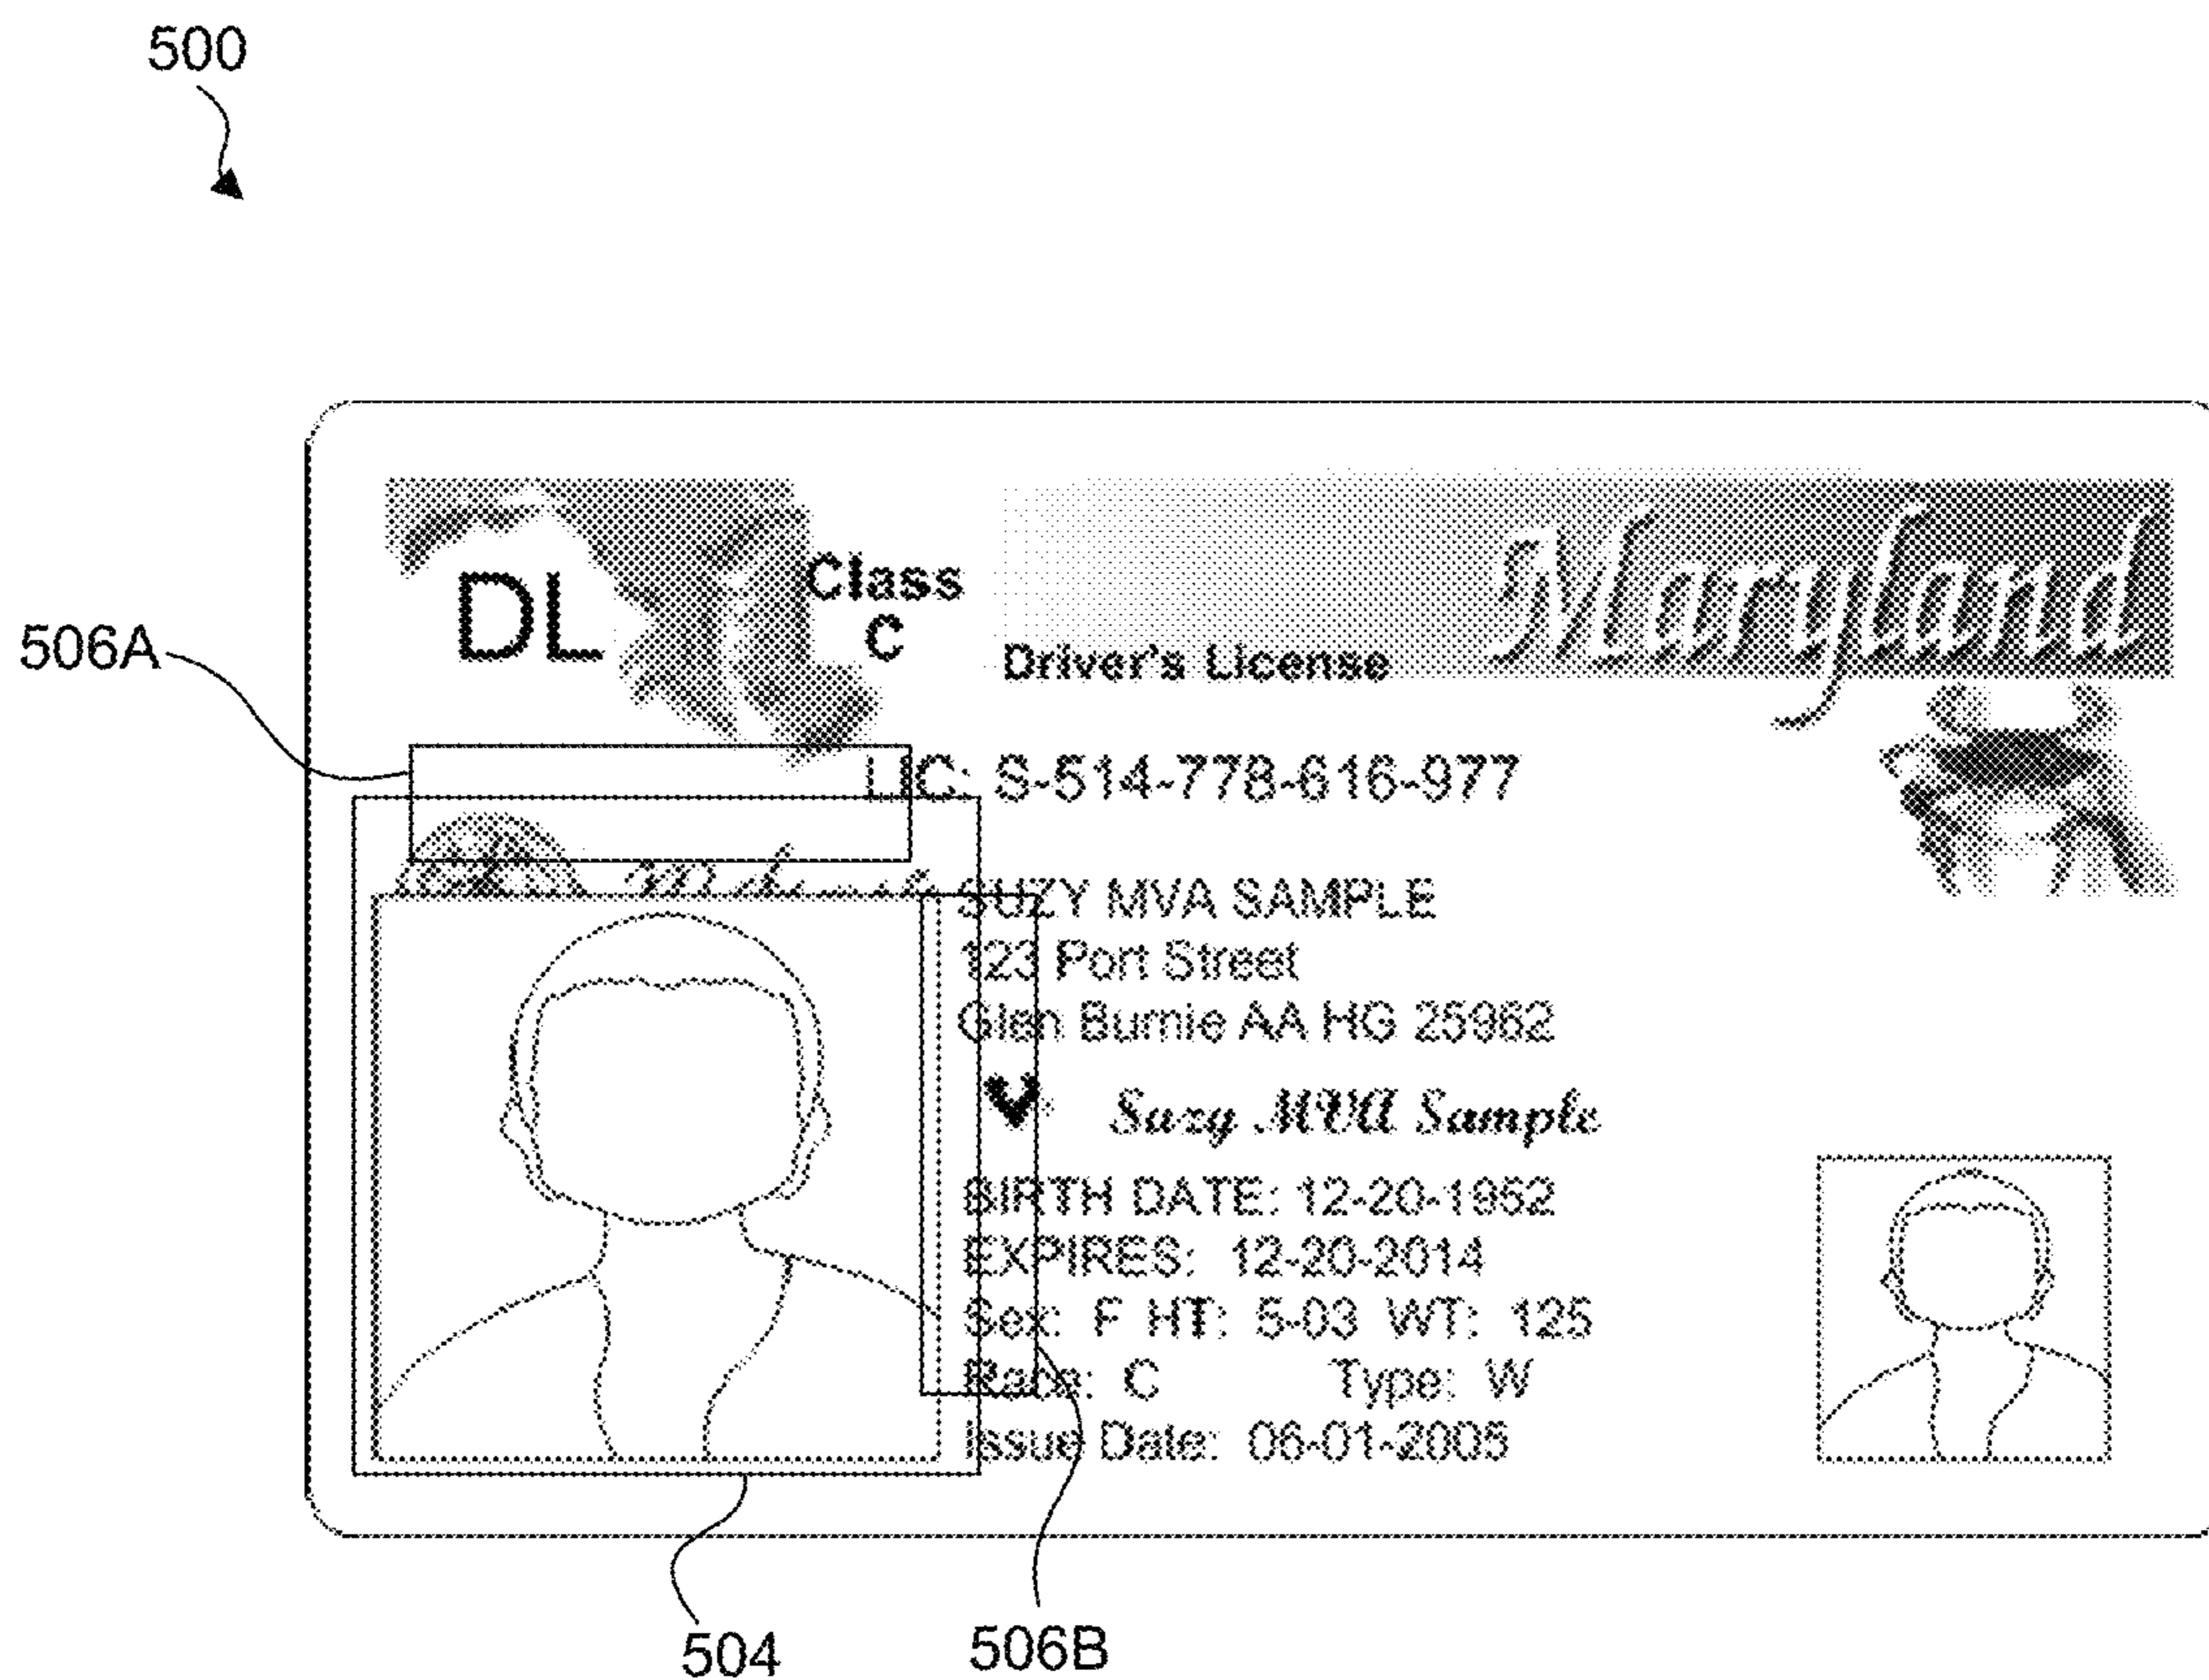 500
DL
Class
C
Maryland
Driver's License
506A
LIC: S-514-778-616-977
SUZY MVA SAMPLE
123 Port Street
Glen Burnie AA HG 25962
Suzy MVA Sample
BIRTH DATE: 12-20-1952
EXPIRES: 12-20-2014
Sex: F HT: 5-03 WT: 125
Race: C Type: W
Issue Date: 06-01-2005
504
506B